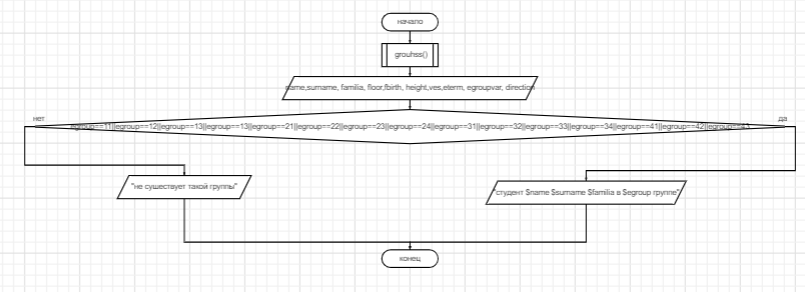 начало
grouhss()
name,surname, familia, floor,fbirth, height,ves,eterm, egroupvar, direction
нет
да
egroup==11||egroup==12||egroup==13||egroup==13||egroup==21||egroup==22||egroup==23||egroup==24||egroup==31||egroup==32||egroup==33||egroup==34||egroup==41||egroup==42||egroup==43
"не сушествует такой группы"
"студент $name $surname $familia в $egroup группе"
конец